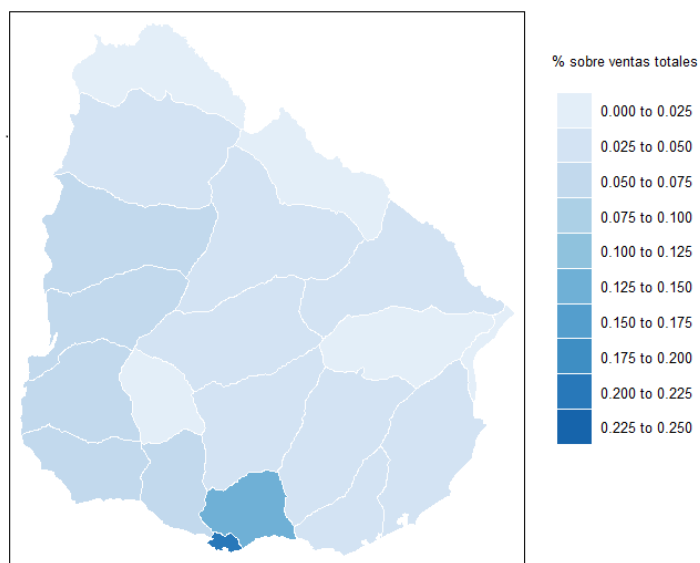 % sobre ventas totales
0.000 to 0.025
0.025 to 0.050
0.050 to 0.075
0.075 to 0.100
0.100 to 0.125
0.125 to 0.150
0.150 to 0.175
0.175 to 0.200
0.200 to 0.225
0.225 to 0.250